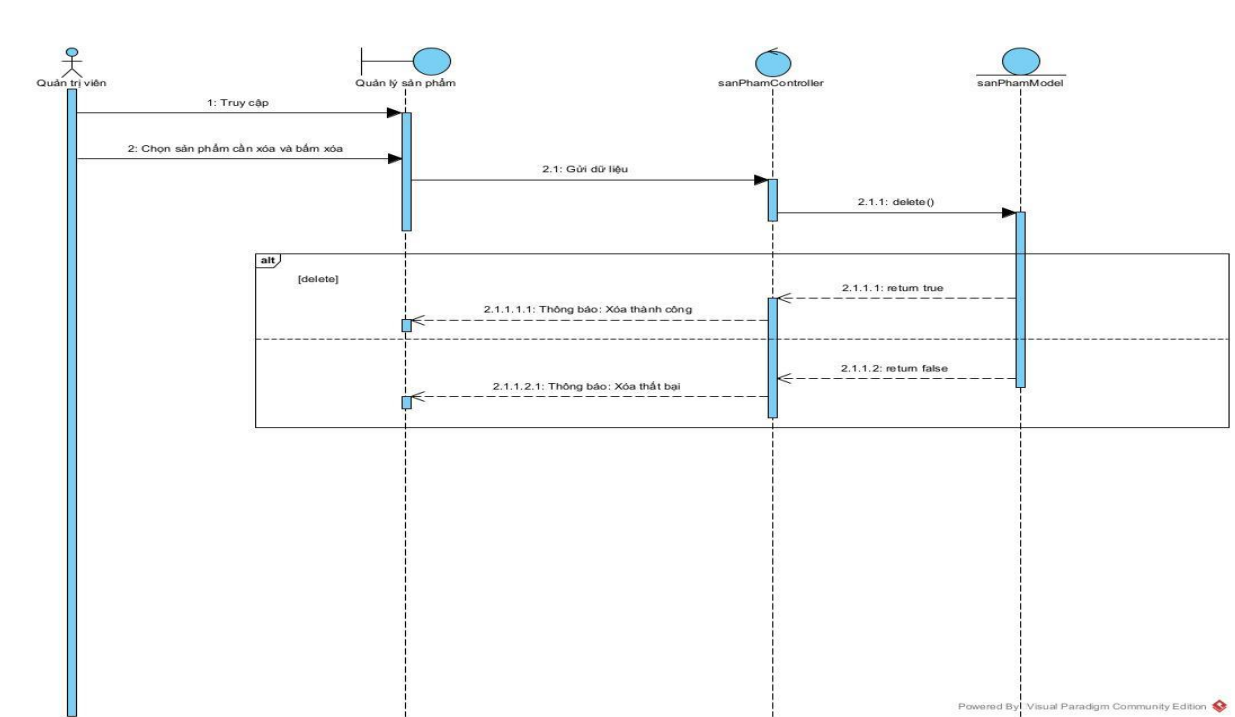 Quản trị viên
Quản lý sản phẩm
sanPhamController
sanPhamModel
1: Truy cập
2: Chọn sản phẩm cần xóa và bấm xóa
2.1: Gửi dữ liệu
2.1.1: delete()
alt
[delete]
2.1.1.1: return true
2.1.1.1.1: Thông báo: Xóa thành công
2.1.1.2: return false
2.1.1.2.1: Thông báo: Xóa thất bại
Powered By Visual Paradigm Community Edition